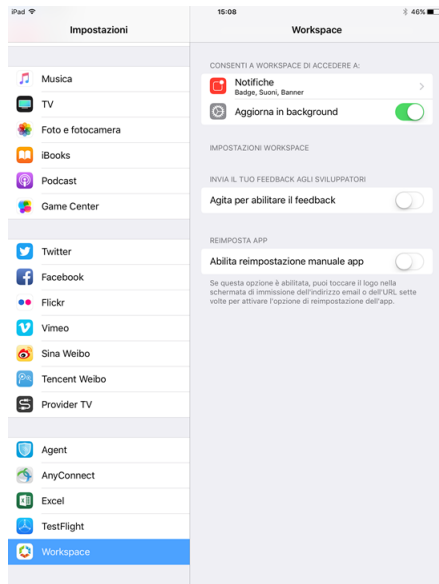 iPad 15:08 46%
Impostazioni
Workspace
Musica
TV
Foto e fotocamera
iBooks
Podcast
Game Center
Twitter
Facebook
Flickr
Vimeo
Sina Weibo
Tencent Weibo
Provider TV
Agent
AnyConnect
Excel
TestFlight
Workspace
CONSENTI A WORKSPACE DI ACCEDERE A:
Notifiche
Badge, Suoni, Banner
Aggiorna in background
IMPOSTAZIONI WORKSPACE
INVIA IL TUO FEEDBACK AGLI SVILUPPATORI
Agita per abilitare il feedback
REIMPOSTA APP
Abilita reimpostazione manuale app
Se questa opzione è abilitata, puoi toccare il logo nella
schermata di immissione dell'indirizzo email o dell'URL sette
volte per attivare l'opzione di reimpostazione dell'app.